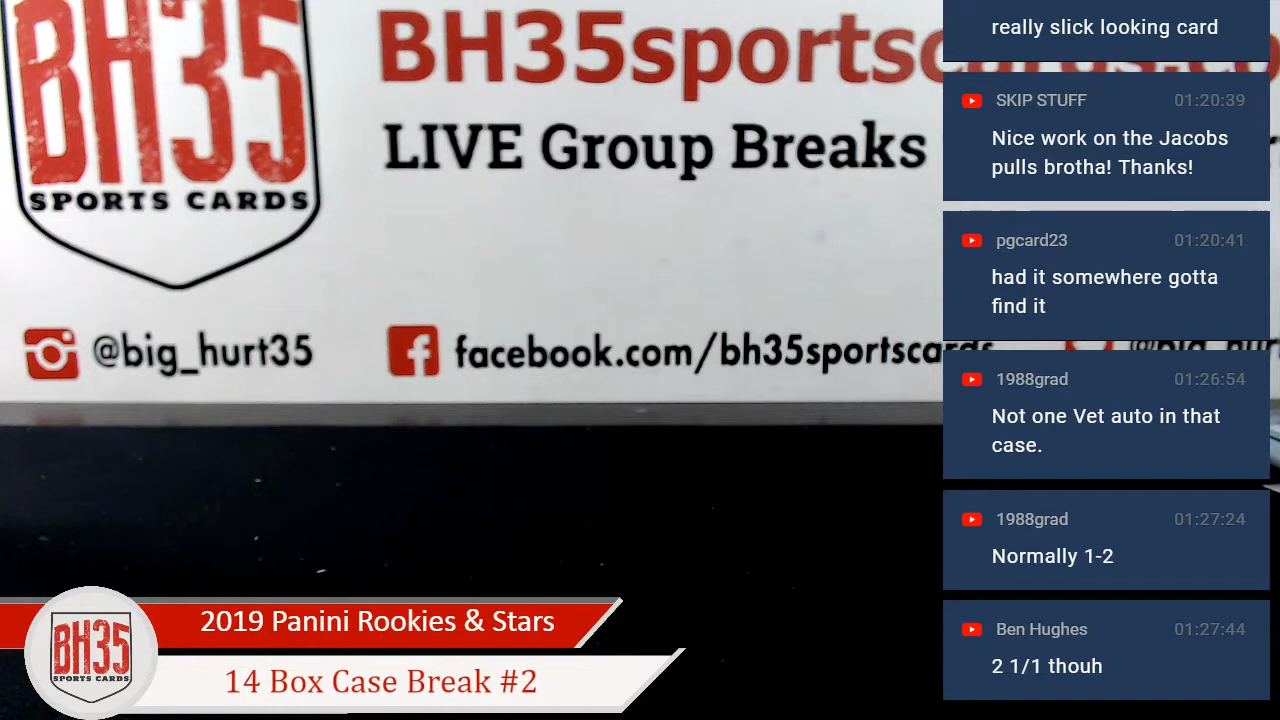 BH35
SPORTS CARDS
BH35sportscards.co
LIVE Group Breaks
@big_hurt35
facebook.com/bh35sportscards
@big_hurt
really slick looking card
SKIP STUFF 01:20:39
Nice work on the Jacobs
pulls brotha! Thanks!
pgcard23 01:20:41
had it somewhere gotta
find it
1988grad 01:26:54
Not one Vet auto in that
case.
1988grad 01:27:24
Normally 1-2
Ben Hughes 01:27:44
2 1/1 thouh
BH35
SPORTS CARDS
2019 Panini Rookies & Stars
14 Box Case Break #2